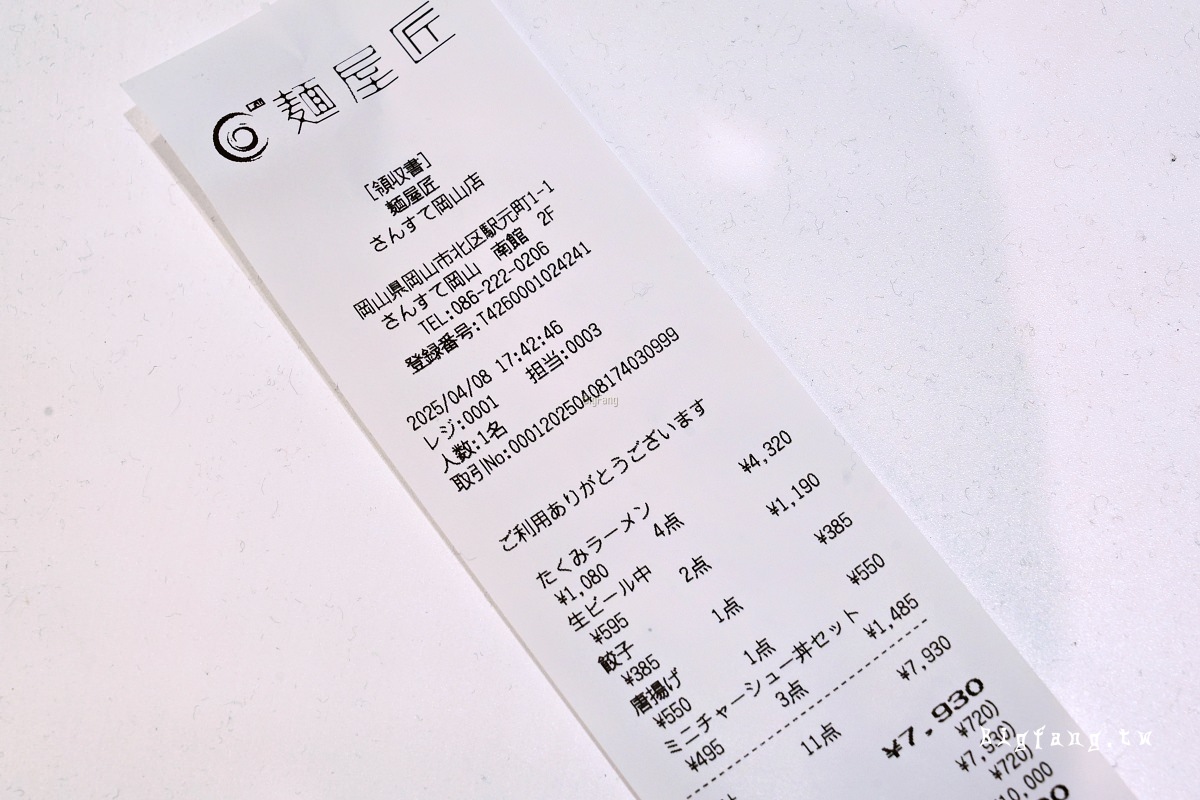 麺屋匠
[領収書]
麺屋匠
さんすて岡山店
岡山県岡山市北区駅元町1-1
さんすて岡山 南館 2F
TEL:086-222-0206
登録番号:T4260001024241
2025/04/08 17:42:46
レジ:0001 担当:0003
人数:1名
取引No:00012025040817403​0999
ご利用ありがとうございます
たくみラーメン
¥1,080 4点 ¥4,320
生ビール中
¥595 2点 ¥1,190
餃子
¥385 1点 ¥385
唐揚げ
¥550 1点 ¥550
ミニチャーシュー丼セット
¥495 3点 ¥1,485
11点 ¥7,930
¥7,930
¥720)
¥7,930)
¥720)
10,000
Bigfang
Bigfang.tw